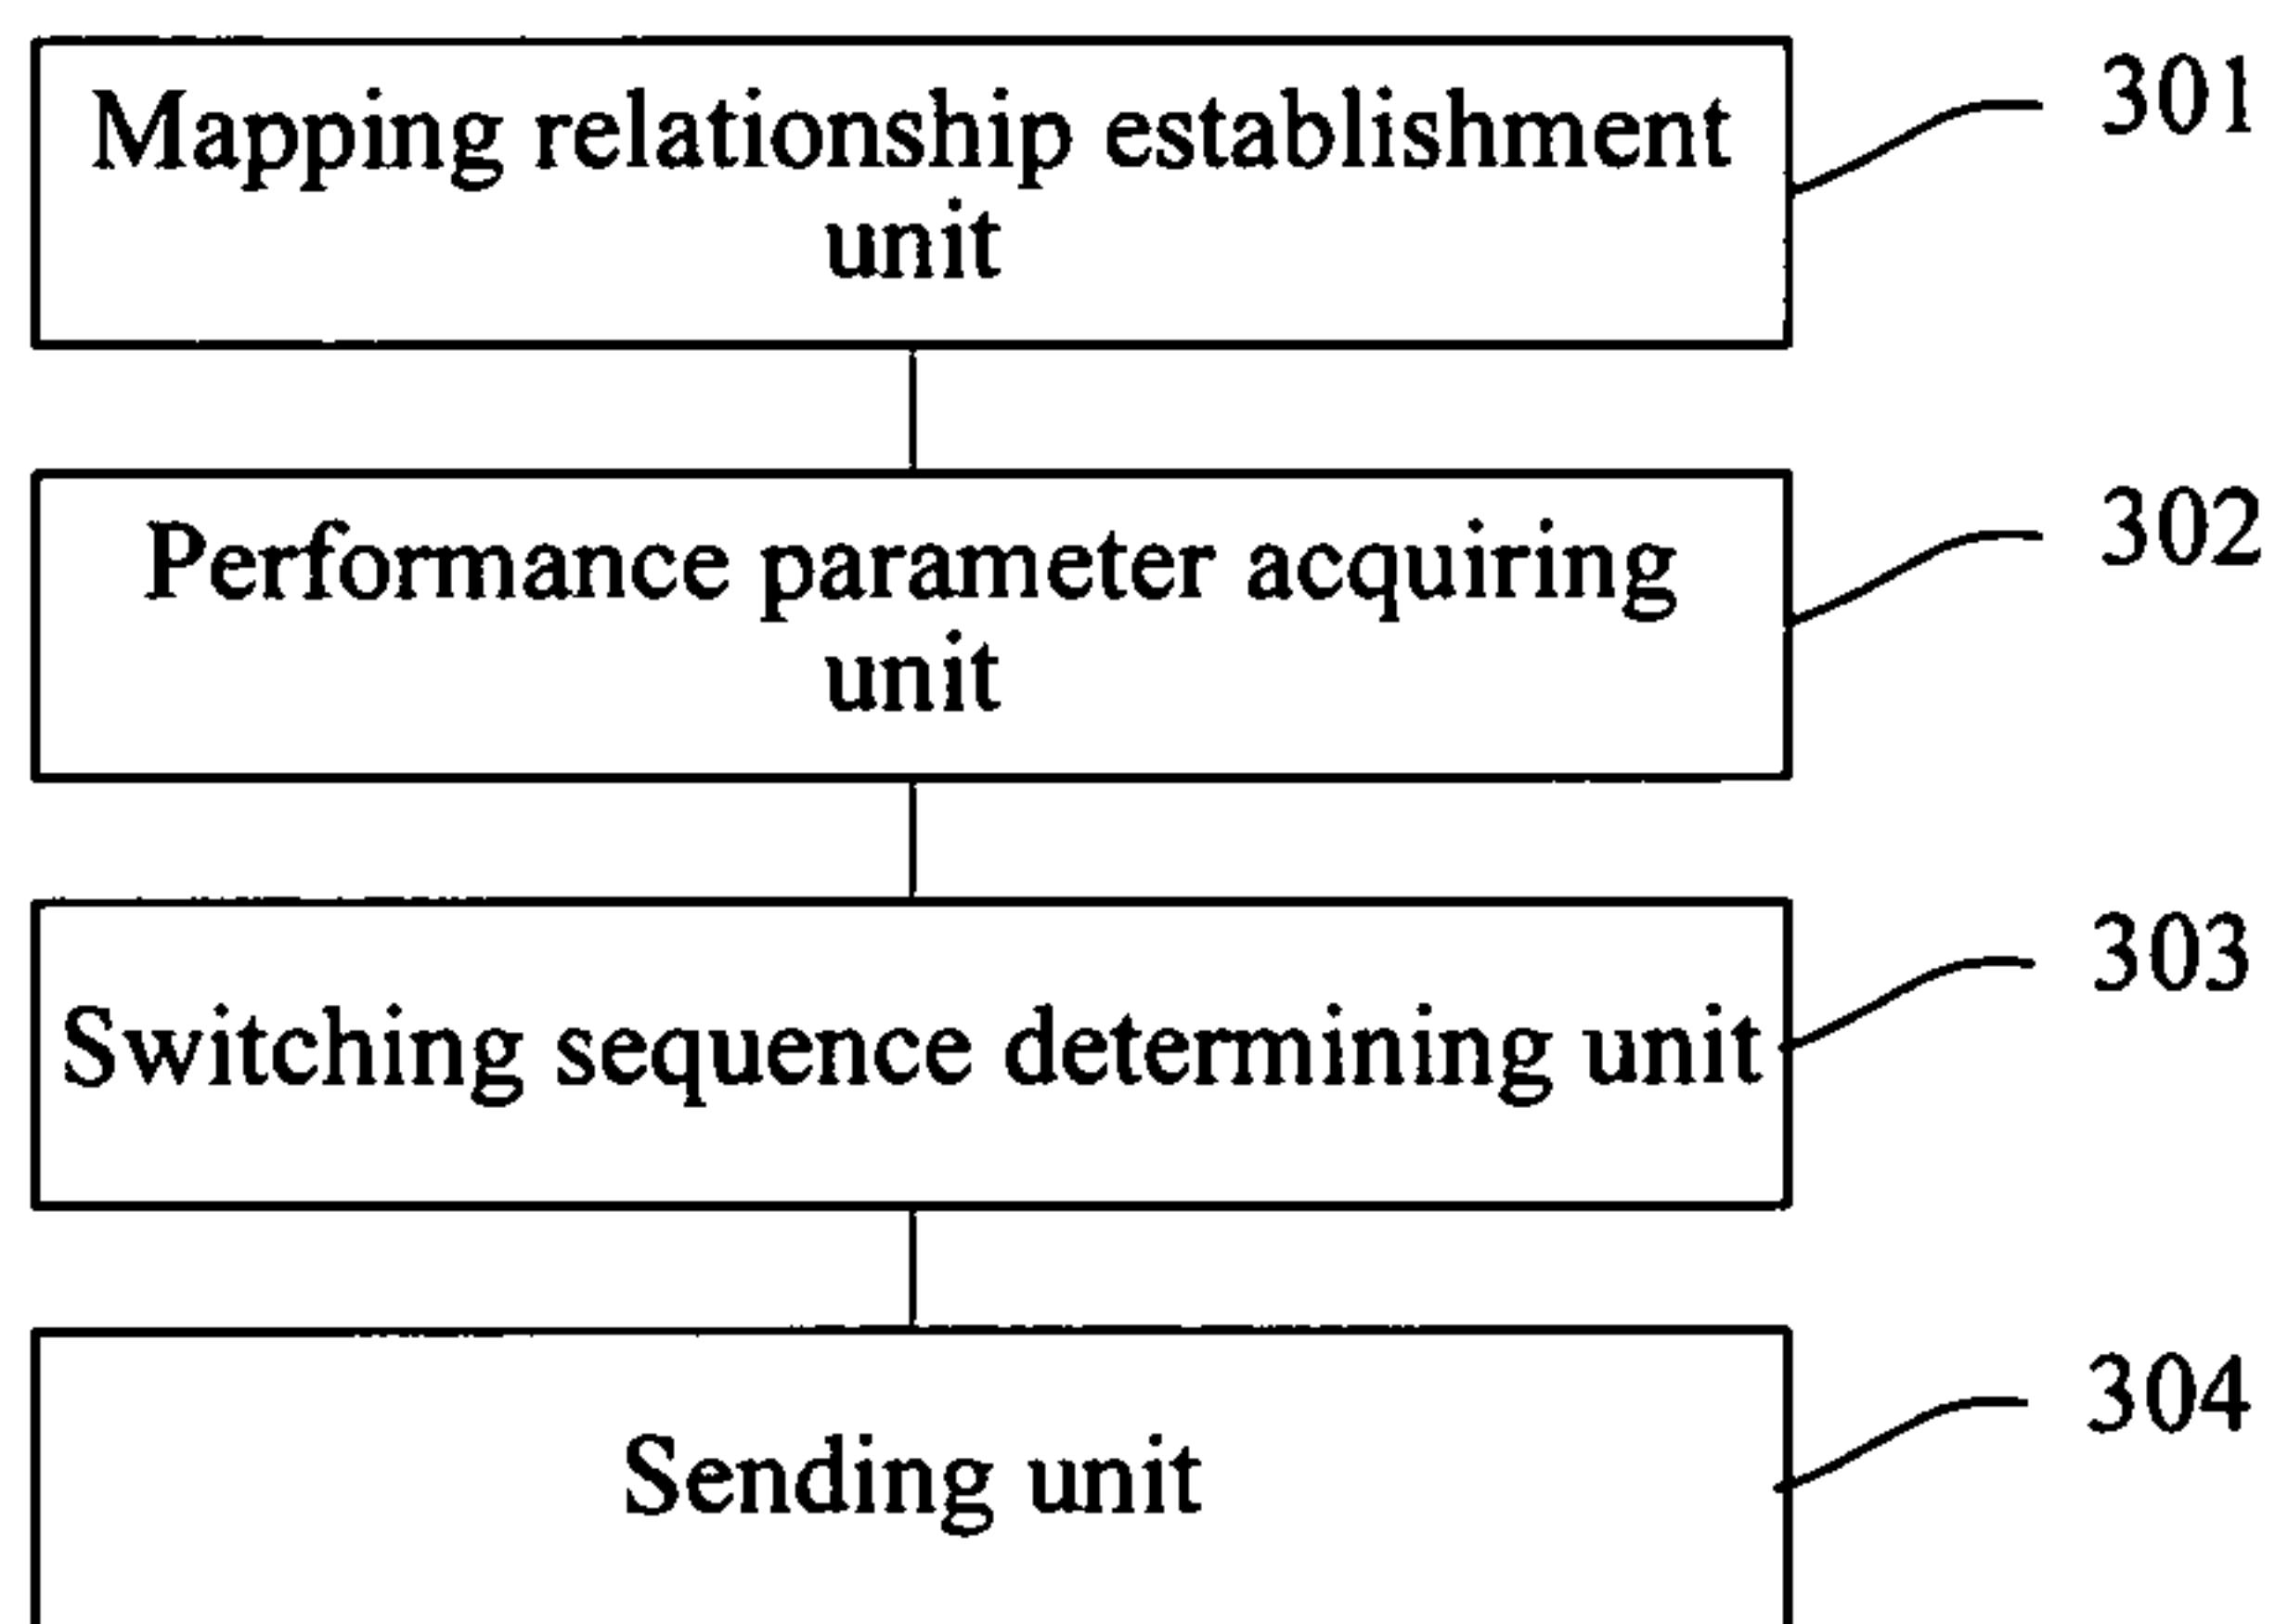 Mapping relationship establishment
unit
301
Performance parameter acquiring
unit
302
Switching sequence determining unit
303
Sending unit
304